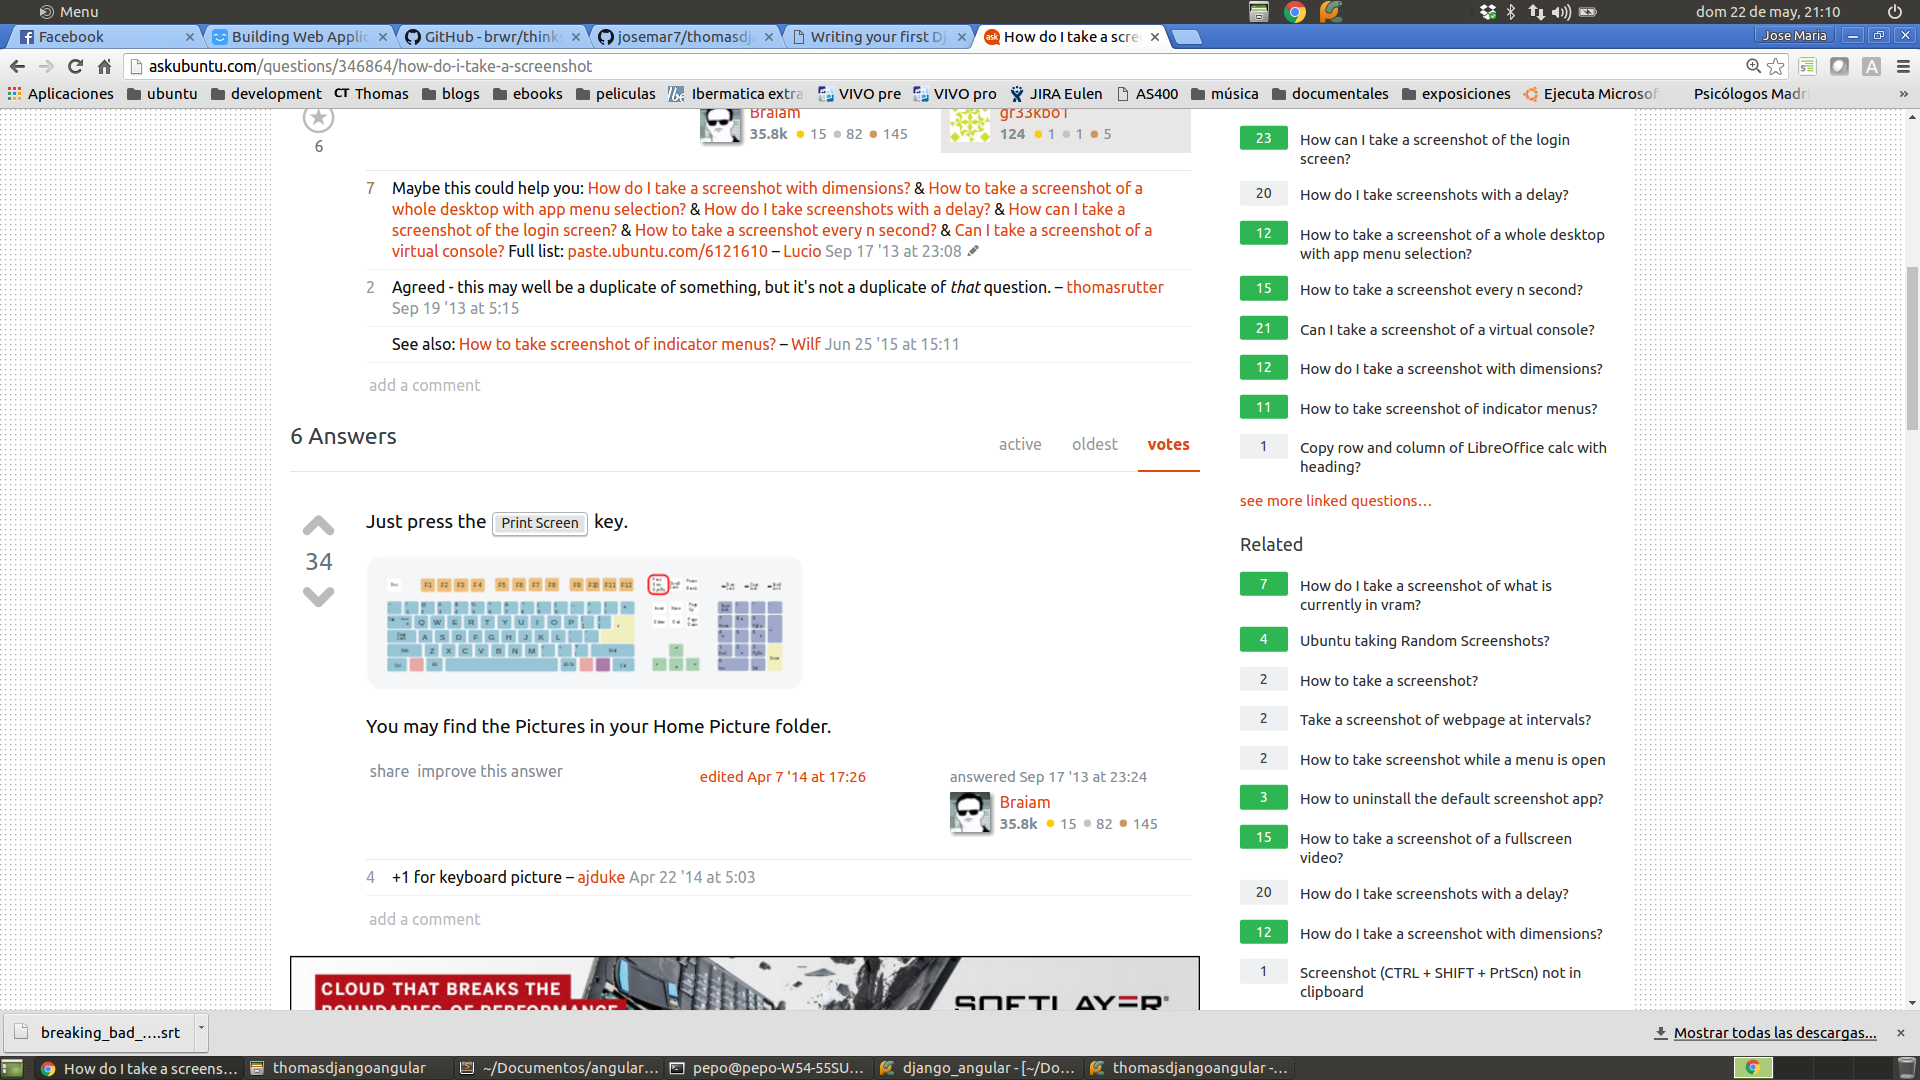 Menu
dom 22 de may, 21:10
Facebook
Building Web Applic
GitHub - brwr/think
josemar7/thomasdj
Writing your first Dj
How do I take a scre
Jose Maria
askubuntu.com/questions/346864/how-do-i-take-a-screenshot
Aplicaciones
ubuntu
development
CT Thomas
blogs
ebooks
peliculas
Ibermatica extra
VIVO pre
VIVO pro
JIRA Eulen
AS400
música
documentales
exposiciones
Ejecuta Microsof
Psicólogos Madri
»
6
Braiam
35.8k 15 82 145
gr33kbo1
124 1 1 5
7 Maybe this could help you: How do I take a screenshot with dimensions? & How to take a screenshot of a
whole desktop with app menu selection? & How do I take screenshots with a delay? & How can I take a
screenshot of the login screen? & How to take a screenshot every n second? & Can I take a screenshot of a
virtual console? Full list: paste.ubuntu.com/6121610 – Lucio Sep 17 '13 at 23:08
2 Agreed - this may well be a duplicate of something, but it's not a duplicate of that question. – thomasrutter
Sep 19 '13 at 5:15
See also: How to take screenshot of indicator menus? – Wilf Jun 25 '15 at 15:11
add a comment
6 Answers
active oldest votes
Just press the Print Screen key.
34
F1 F2 F3 F4 F5 F6 F7 F8 F9 F10 F11 F12
Q W E R T Y U I O P
A S D F G H J K L
Z X C V B N M
You may find the Pictures in your Home Picture folder.
share improve this answer
edited Apr 7 '14 at 17:26
answered Sep 17 '13 at 23:24
Braiam
35.8k 15 82 145
4 +1 for keyboard picture – ajduke Apr 22 '14 at 5:03
add a comment
CLOUD THAT BREAKS THE
BOUNDARIES OF PERFORMANCE
SOFTLAYER
23 How can I take a screenshot of the login
screen?
20 How do I take screenshots with a delay?
12 How to take a screenshot of a whole desktop
with app menu selection?
15 How to take a screenshot every n second?
21 Can I take a screenshot of a virtual console?
12 How do I take a screenshot with dimensions?
11 How to take screenshot of indicator menus?
1 Copy row and column of LibreOffice calc with
heading?
see more linked questions…
Related
7 How do I take a screenshot of what is
currently in vram?
4 Ubuntu taking Random Screenshots?
2 How to take a screenshot?
2 Take a screenshot of webpage at intervals?
2 How to take screenshot while a menu is open
3 How to uninstall the default screenshot app?
15 How to take a screenshot of a fullscreen
video?
20 How do I take screenshots with a delay?
12 How do I take a screenshot with dimensions?
1 Screenshot (CTRL + SHIFT + PrtScn) not in
clipboard
breaking_bad_....srt
Mostrar todas las descargas...
How do I take a screens...
thomasdjangoangular
~/Documentos/angular...
pepo@pepo-W54-55SU...
django_angular - [~/Do...
thomasdjangoangular -...